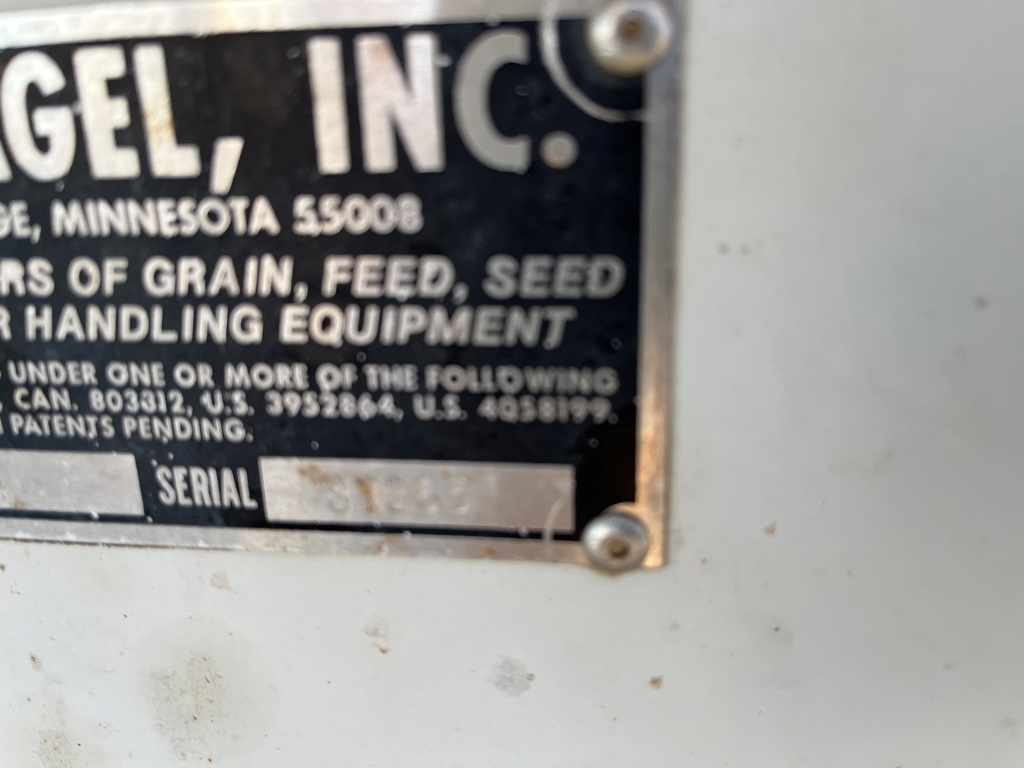 GEL, INC.
GE, MINNESOTA 55008
RS OF GRAIN, FEED, SEED
R HANDLING EQUIPMENT
UNDER ONE OR MORE OF THE FOLLOWING
CAN. 803312, U.S. 3952864, U.S. 4058199.
PATENTS PENDING.
SERIAL